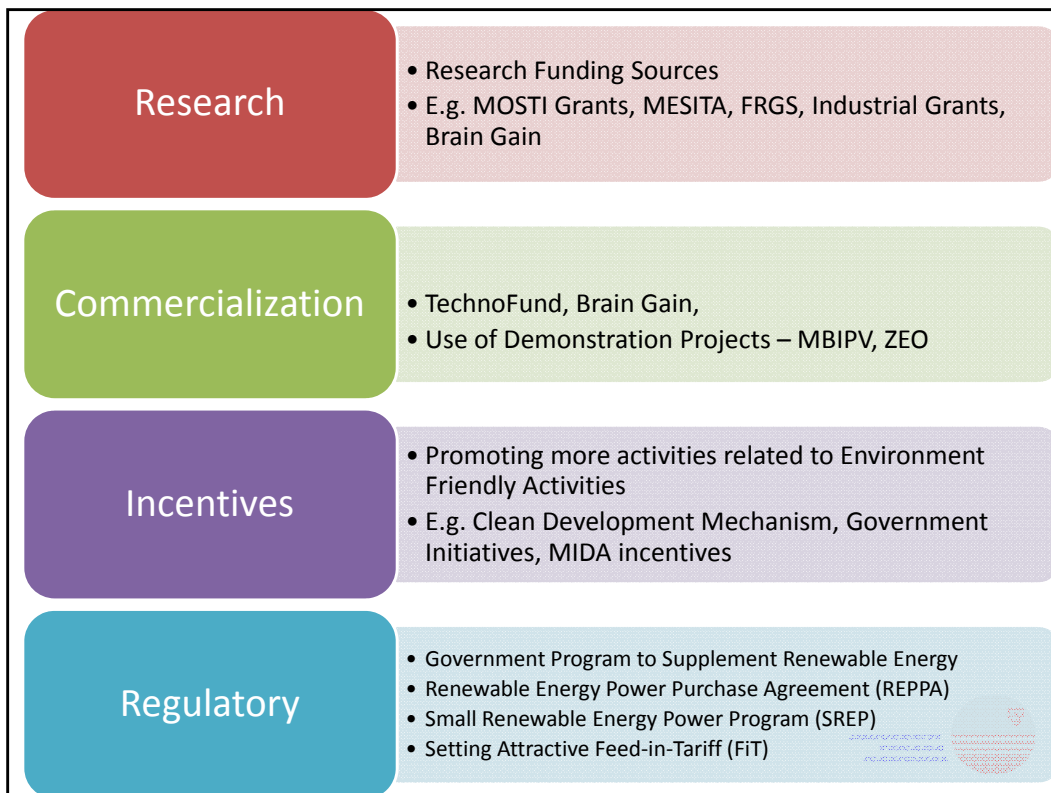 Research
• Research Funding Sources
• E.g. MOSTI Grants, MESITA, FRGS, Industrial Grants,
Brain Gain
Commercialization
• TechnoFund, Brain Gain,
• Use of Demonstration Projects – MBIPV, ZEO
Incentives
• Promoting more activities related to Environment
Friendly Activities
• E.g. Clean Development Mechanism, Government
Initiatives, MIDA incentives
Regulatory
• Government Program to Supplement Renewable Energy
• Renewable Energy Power Purchase Agreement (REPPA)
• Small Renewable Energy Power Program (SREP)
• Setting Attractive Feed-in-Tariff (FiT)